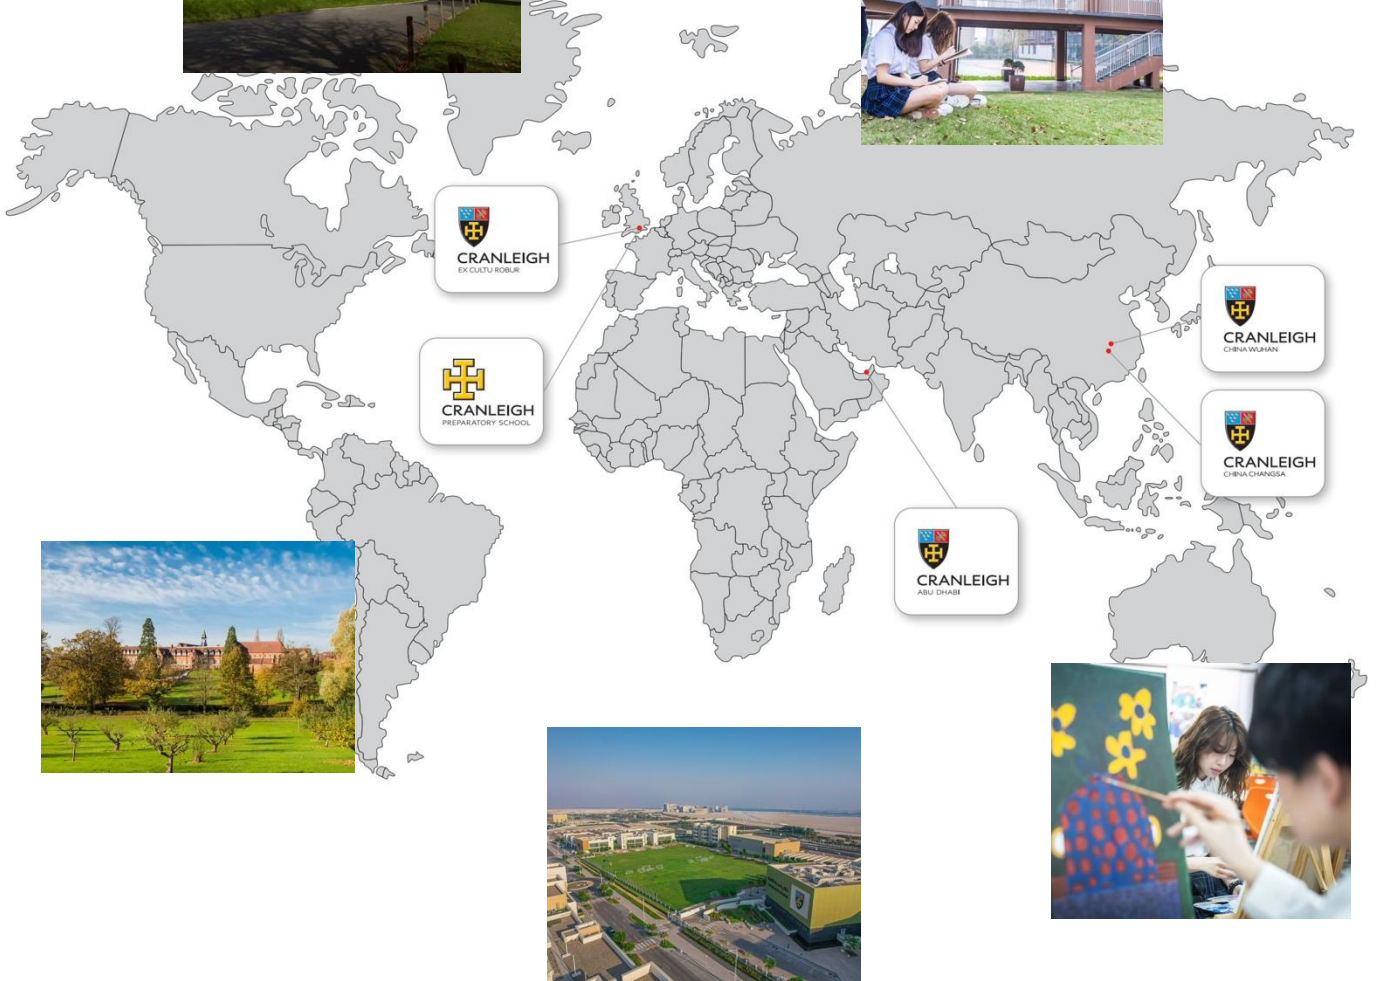 CRANLEIGH
EX CULTU ROBUR
CRANLEIGH
PREPARATORY SCHOOL
CRANLEIGH
CHINA WUHAN
CRANLEIGH
CHINA CHANGSA
CRANLEIGH
ABU DHABI